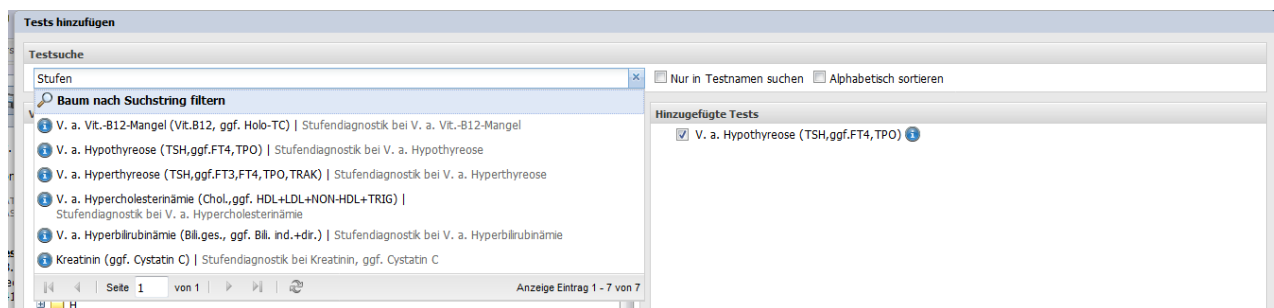 Tests hinzufügen
Testsuche
Stufen
Nur in Testnamen suchen
Alphabetisch sortieren
Baum nach Suchstring filtern
Hinzugefügte Tests
V. a. Vit.-B12-Mangel (Vit.B12, ggf. Holo-TC) | Stufendiagnostik bei V. a. Vit.-B12-Mangel
V. a. Hypothyreose (TSH,ggf.FT4,TPO)
V. a. Hypothyreose (TSH,ggf.FT4,TPO) | Stufendiagnostik bei V. a. Hypothyreose
V. a. Hyperthyreose (TSH,ggf.FT3,FT4,TPO,TRAK) | Stufendiagnostik bei V. a. Hyperthyreose
V. a. Hypercholesterinämie (Chol.,ggf. HDL+LDL+NON-HDL+TRIG) |
Stufendiagnostik bei V. a. Hypercholesterinämie
V. a. Hyperbilirubinämie (Bili.ges., ggf. Bili. ind.+dir.) | Stufendiagnostik bei V. a. Hyperbilirubinämie
Kreatinin (ggf. Cystatin C) | Stufendiagnostik bei Kreatinin, ggf. Cystatin C
Seite 1 von 1
Anzeige Eintrag 1 - 7 von 7
H